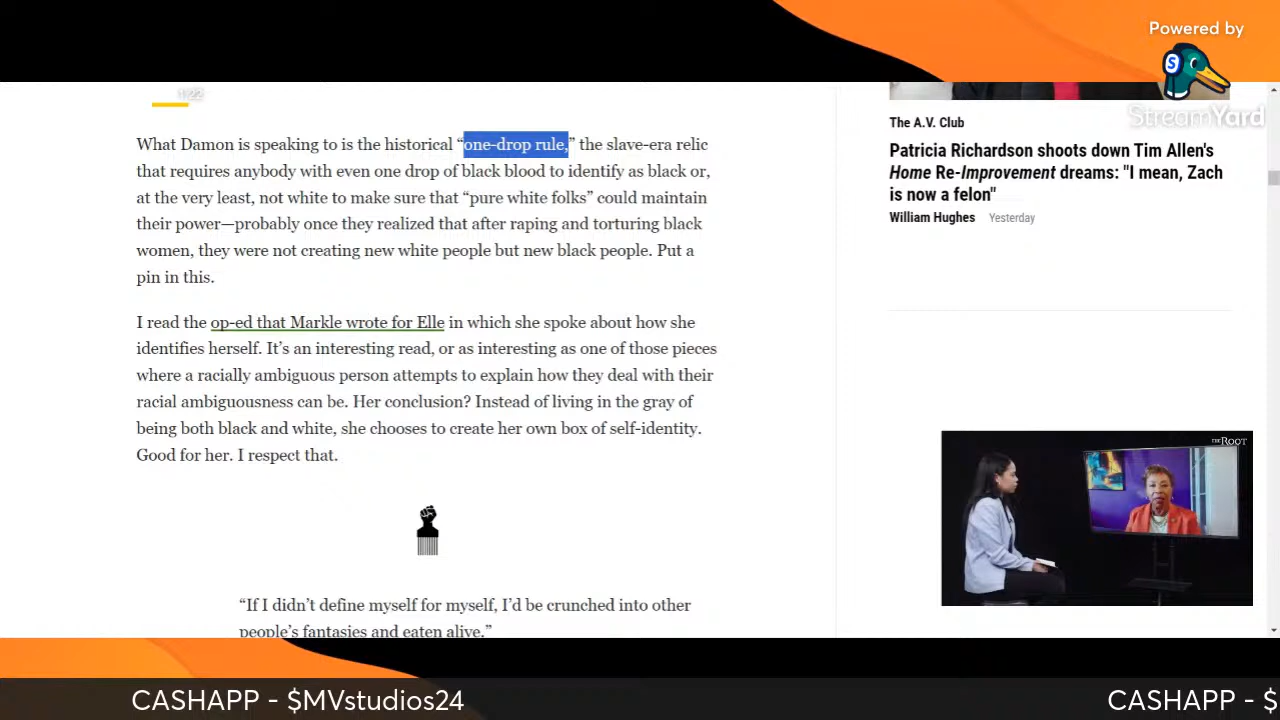 Powered by
S
StreamYard
1:22
What Damon is speaking to is the historical “one-drop rule,” the slave-era relic
that requires anybody with even one drop of black blood to identify as black or,
at the very least, not white to make sure that “pure white folks” could maintain
their power—probably once they realized that after raping and torturing black
women, they were not creating new white people but new black people. Put a
pin in this.
I read the op-ed that Markle wrote for Elle in which she spoke about how she
identifies herself. It’s an interesting read, or as interesting as one of those pieces
where a racially ambiguous person attempts to explain how they deal with their
racial ambiguousness can be. Her conclusion? Instead of living in the gray of
being both black and white, she chooses to create her own box of self-identity.
Good for her. I respect that.
“If I didn’t define myself for myself, I’d be crunched into other
people’s fantasies and eaten alive.”
The A.V. Club
Patricia Richardson shoots down Tim Allen's
Home Re-Improvement dreams: "I mean, Zach
is now a felon"
William Hughes Yesterday
THE ROOT
CASHAPP - $MVstudios24
CASHAPP - $